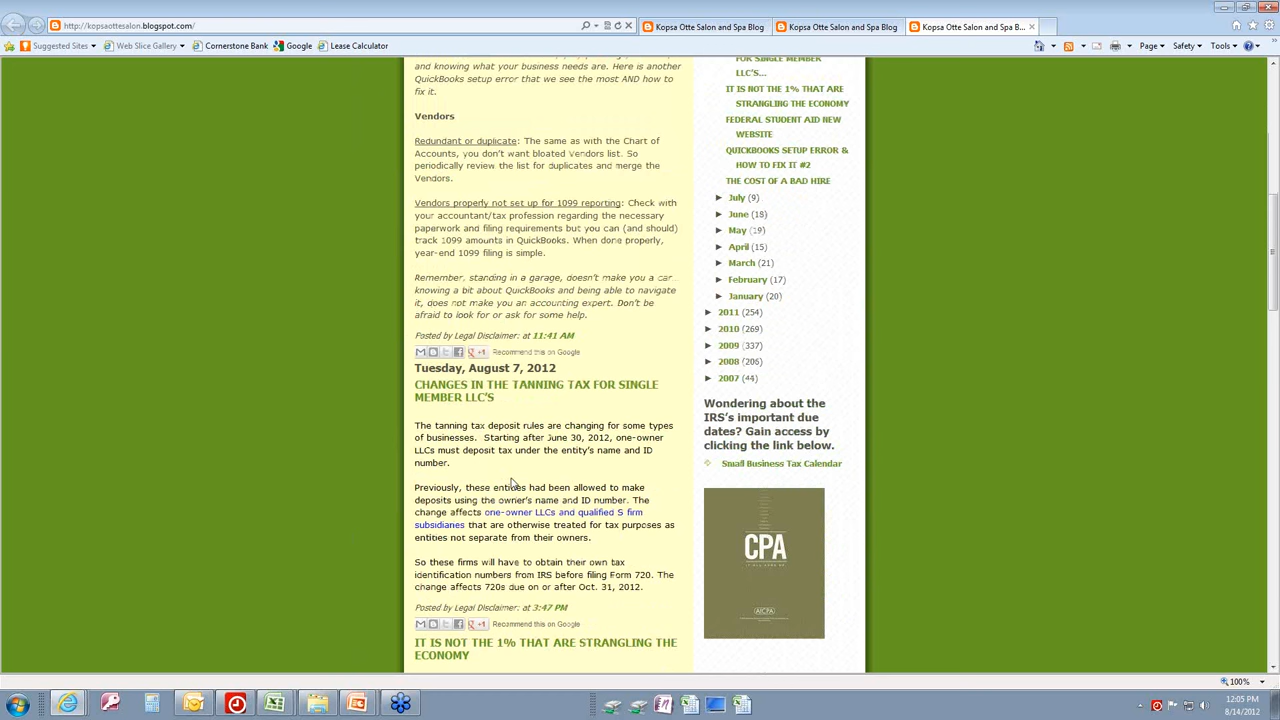 http://kopsaottesalon.blogspot.com/
Kopsa Otte Salon and Spa Blog
Kopsa Otte Salon and Spa Blog
Kopsa Otte Salon and Spa B...
Suggested Sites
Web Slice Gallery
Cornerstone Bank
Google
Lease Calculator
Page
Safety
Tools
and knowing what your business needs are. Here is another
QuickBooks setup error that we see the most AND how to
fix it.
Vendors
Redundant or duplicate: The same as with the Chart of
Accounts, you don't want bloated Vendors list. So
periodically review the list for duplicates and merge the
Vendors.
Vendors properly not set up for 1099 reporting: Check with
your accountant/tax profession regarding the necessary
paperwork and filing requirements but you can (and should)
track 1099 amounts in QuickBooks. When done properly,
year-end 1099 filing is simple.
Remember, standing in a garage, doesn't make you a car...
knowing a bit about QuickBooks and being able to navigate
it, does not make you an accounting expert. Don't be
afraid to look for or ask for some help.
Posted by Legal Disclaimer: at 11:41 AM
+1 Recommend this on Google
Tuesday, August 7, 2012
CHANGES IN THE TANNING TAX FOR SINGLE
MEMBER LLC'S
The tanning tax deposit rules are changing for some types
of businesses. Starting after June 30, 2012, one-owner
LLCs must deposit tax under the entity's name and ID
number.
Previously, these entities had been allowed to make
deposits using the owner's name and ID number. The
change affects one-owner LLCs and qualified S firm
subsidiaries that are otherwise treated for tax purposes as
entities not separate from their owners.
So these firms will have to obtain their own tax
identification numbers from IRS before filing Form 720. The
change affects 720s due on or after Oct. 31, 2012.
Posted by Legal Disclaimer: at 3:47 PM
+1 Recommend this on Google
IT IS NOT THE 1% THAT ARE STRANGLING THE
ECONOMY
FOR SINGLE MEMBER
LLC'S...
IT IS NOT THE 1% THAT ARE
STRANGLING THE ECONOMY
FEDERAL STUDENT AID NEW
WEBSITE
QUICKBOOKS SETUP ERROR &
HOW TO FIX IT #2
THE COST OF A BAD HIRE
► July (9)
► June (18)
► May (19)
► April (15)
► March (21)
► February (17)
► January (20)
► 2011 (254)
► 2010 (269)
► 2009 (337)
► 2008 (206)
► 2007 (44)
Wondering about the
IRS's important due
dates? Gain access by
clicking the link below.
Small Business Tax Calendar
CPA
AICPA
100%
12:05 PM
8/14/2012